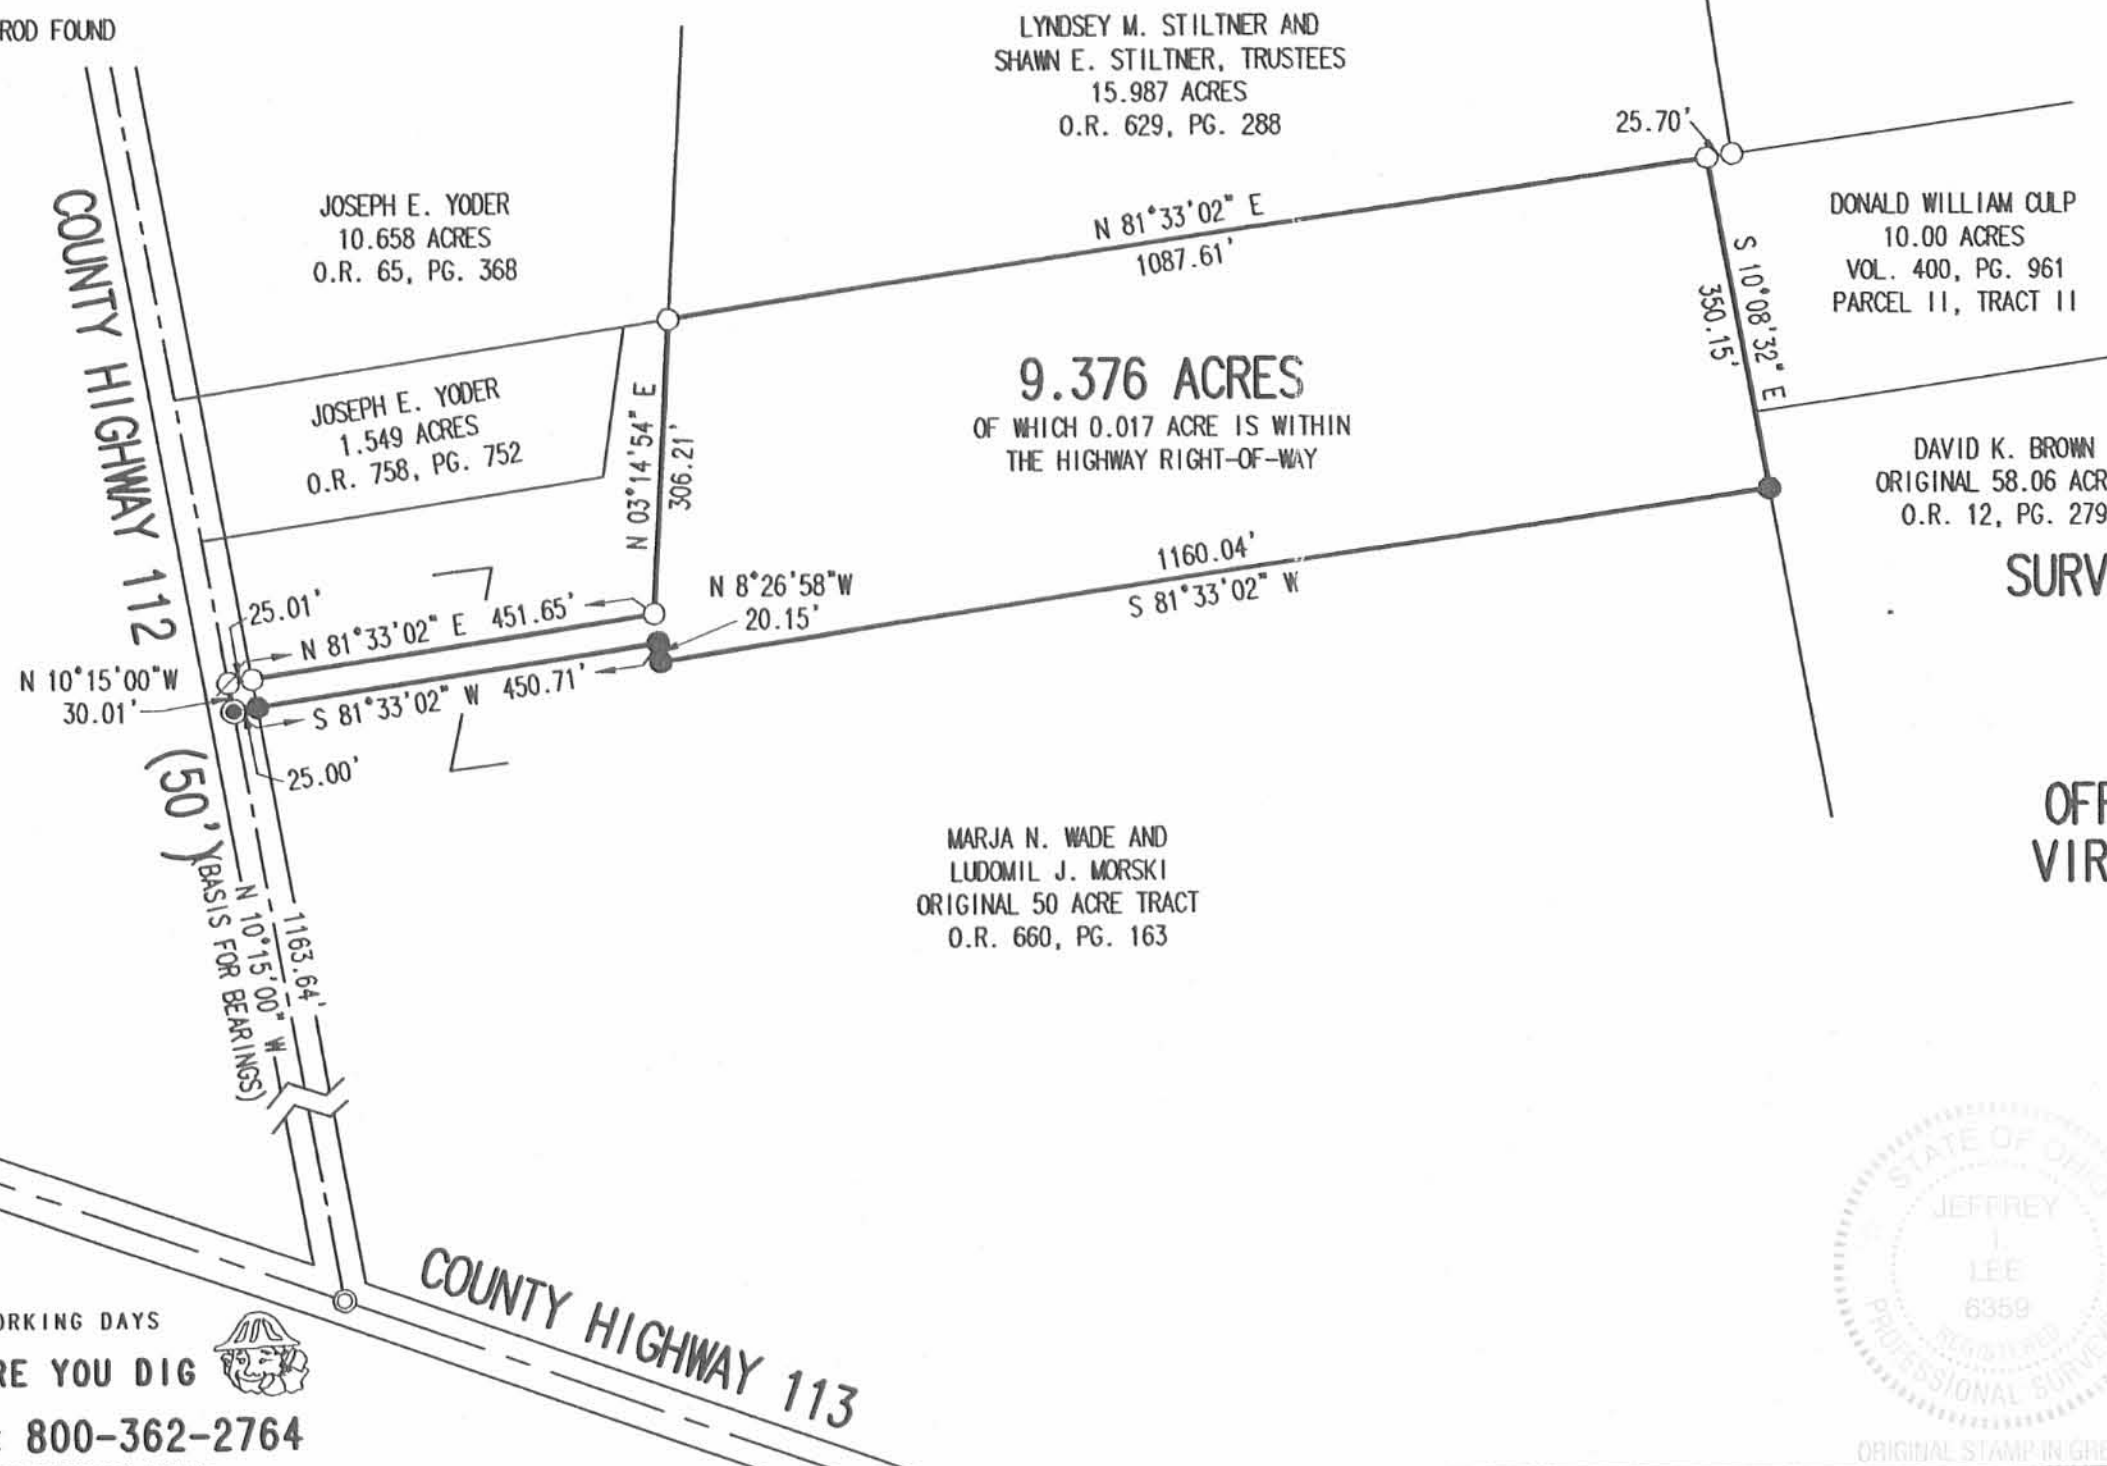 ROD FOUND
LYNDSEY M. STILTNER AND
SHAWN E. STILTNER, TRUSTEES
15.987 ACRES
O.R. 629, PG. 288
25.70'
JOSEPH E. YODER
10.658 ACRES
O.R. 65, PG. 368
N 81°33'02" E
1087.61'
DONALD WILLIAM CULP
10.00 ACRES
VOL. 400, PG. 961
PARCEL II, TRACT II
S 10°08'32" E
350.15'
COUNTY HIGHWAY 112
(50')
JOSEPH E. YODER
1.549 ACRES
O.R. 758, PG. 752
N 03°14'54" E
306.21'
9.376 ACRES
OF WHICH 0.017 ACRE IS WITHIN
THE HIGHWAY RIGHT-OF-WAY
DAVID K. BROWN
ORIGINAL 58.06 ACR
O.R. 12, PG. 279
SURV
1160.04'
S 81°33'02" W
N 8°26'58"W
20.15'
25.01'
N 81°33'02" E 451.65'
N 10°15'00"W
30.01'
S 81°33'02" W 450.71'
25.00'
OFF
VIR
MARJA N. WADE AND
LUDOMIL J. MORSKI
ORIGINAL 50 ACRE TRACT
O.R. 660, PG. 163
1163.64'
N 10°15'00" W
(BASIS FOR BEARINGS)
STATE OF OHIO
JEFFREY
I.
LEE
6359
REGISTERED
PROFESSIONAL SURVEY
ORIGINAL STAMP IN GRE
COUNTY HIGHWAY 113
ORKING DAYS
RE YOU DIG
800-362-2764